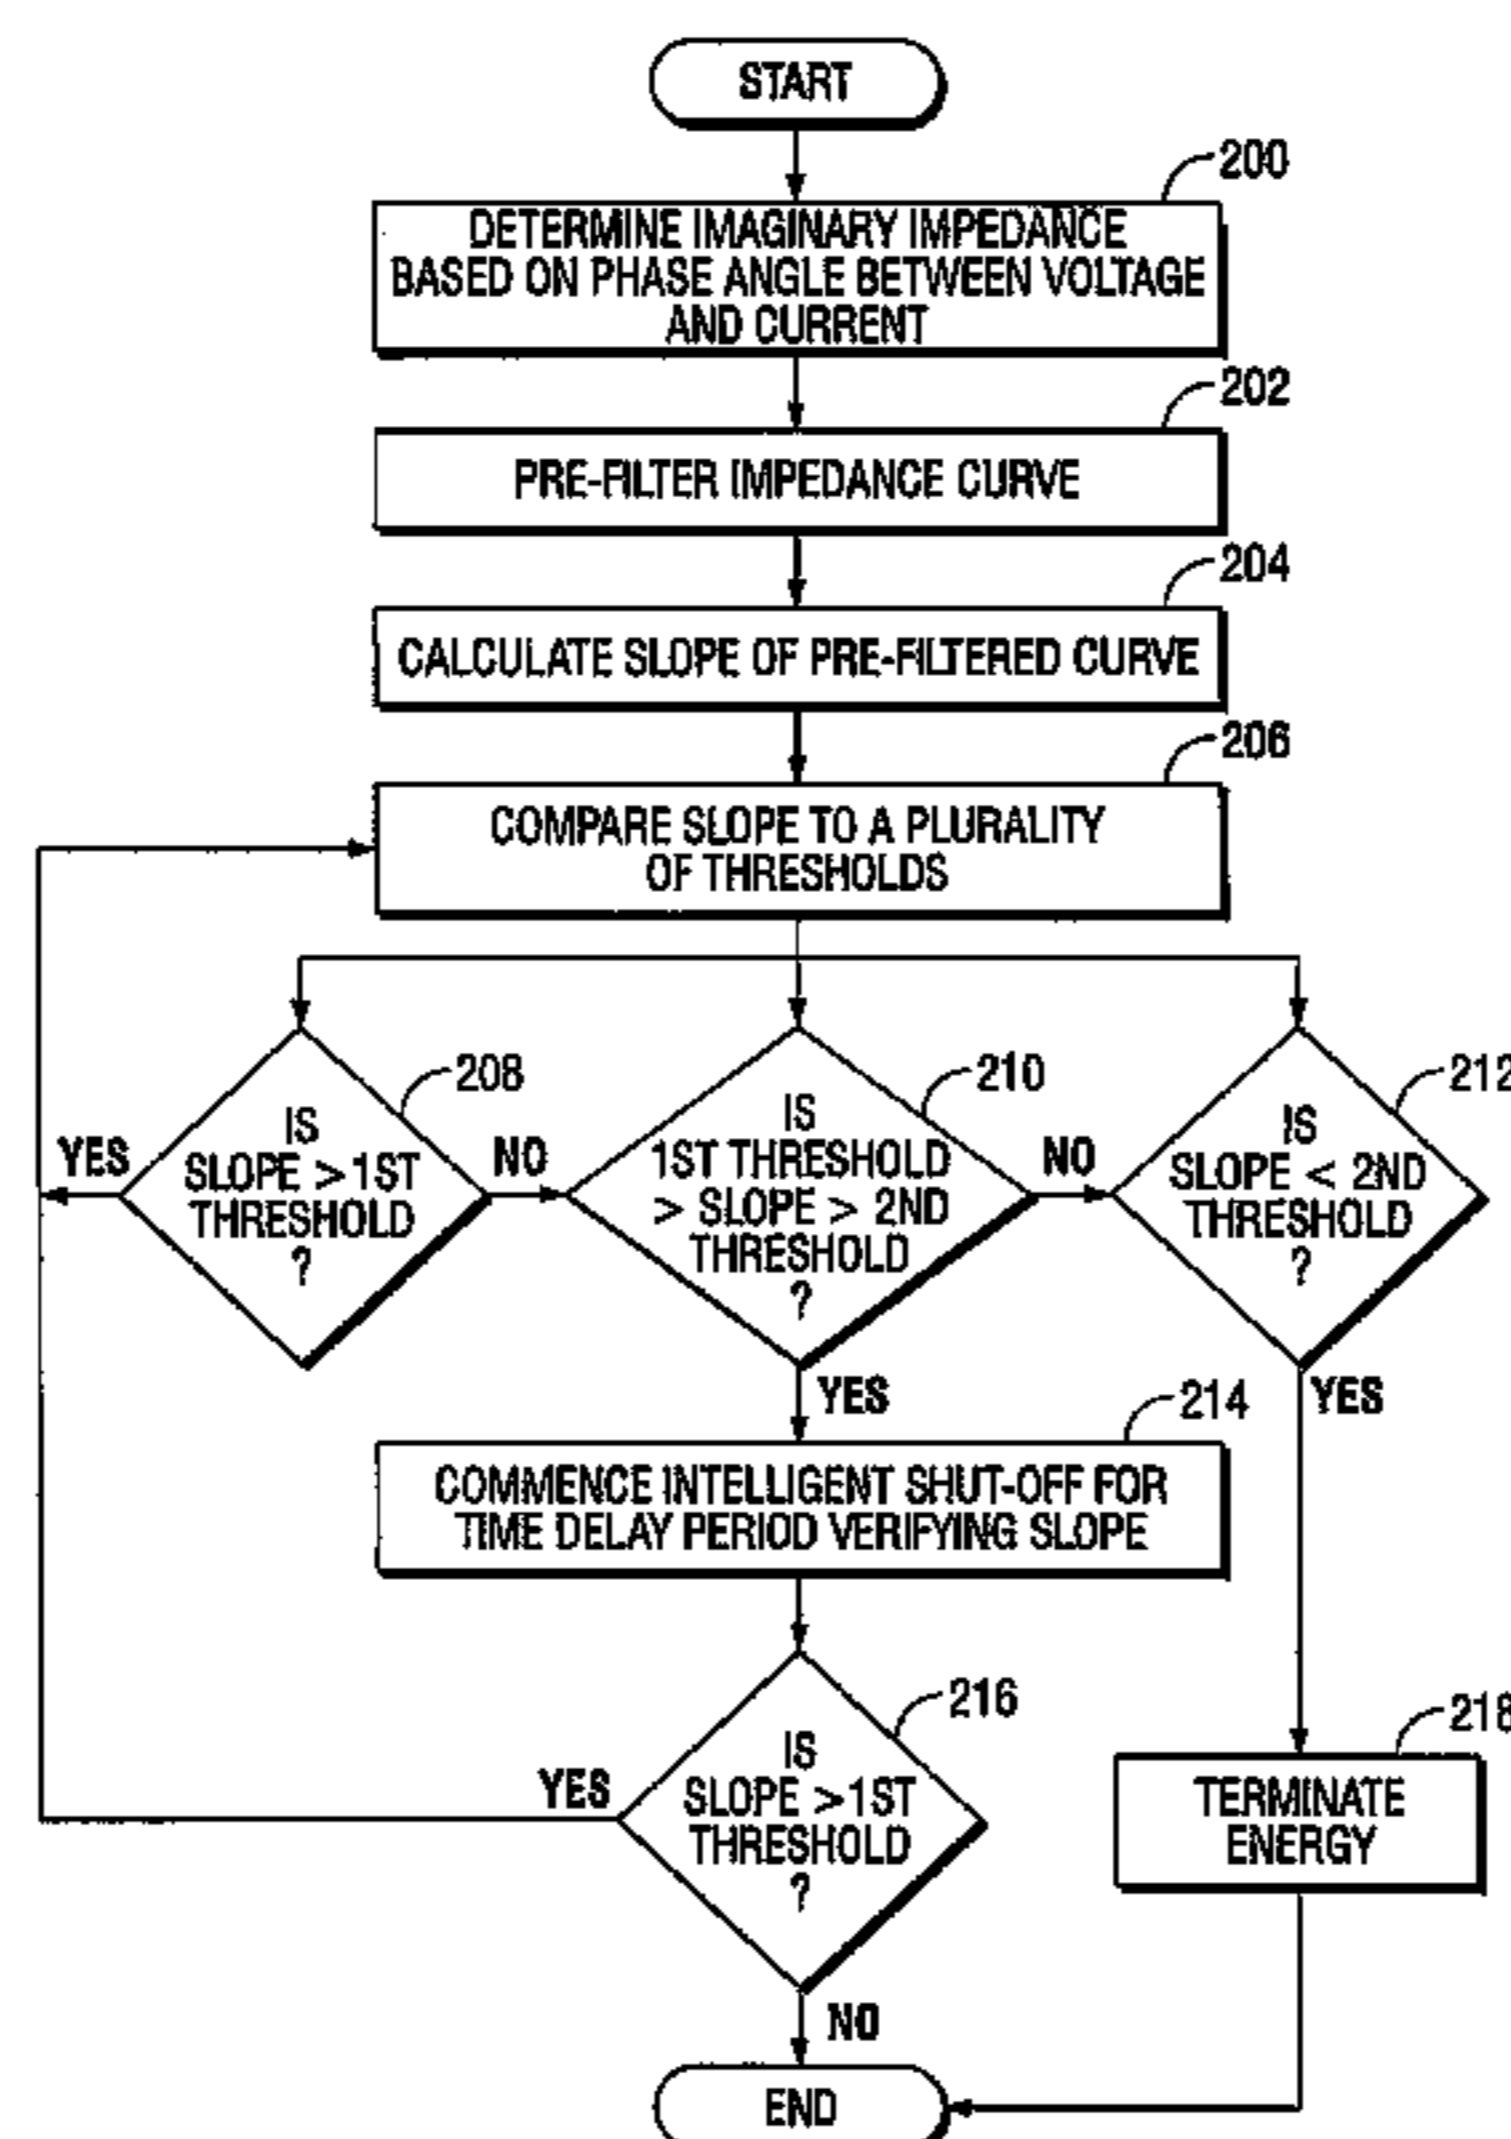 START
200
DETERMINE IMAGINARY IMPEDANCE
BASED ON PHASE ANGLE BETWEEN VOLTAGE
AND CURRENT
202
PRE-FILTER IMPEDANCE CURVE
204
CALCULATE SLOPE OF PRE-FILTERED CURVE
206
COMPARE SLOPE TO A PLURALITY
OF THRESHOLDS
208
IS
SLOPE > 1ST
THRESHOLD
?
YES
NO
210
IS
1ST THRESHOLD
> SLOPE > 2ND
THRESHOLD
?
NO
YES
212
IS
SLOPE < 2ND
THRESHOLD
?
YES
214
COMMENCE INTELLIGENT SHUT-OFF FOR
TIME DELAY PERIOD VERIFYING SLOPE
216
IS
SLOPE > 1ST
THRESHOLD
?
YES
NO
218
TERMINATE
ENERGY
END